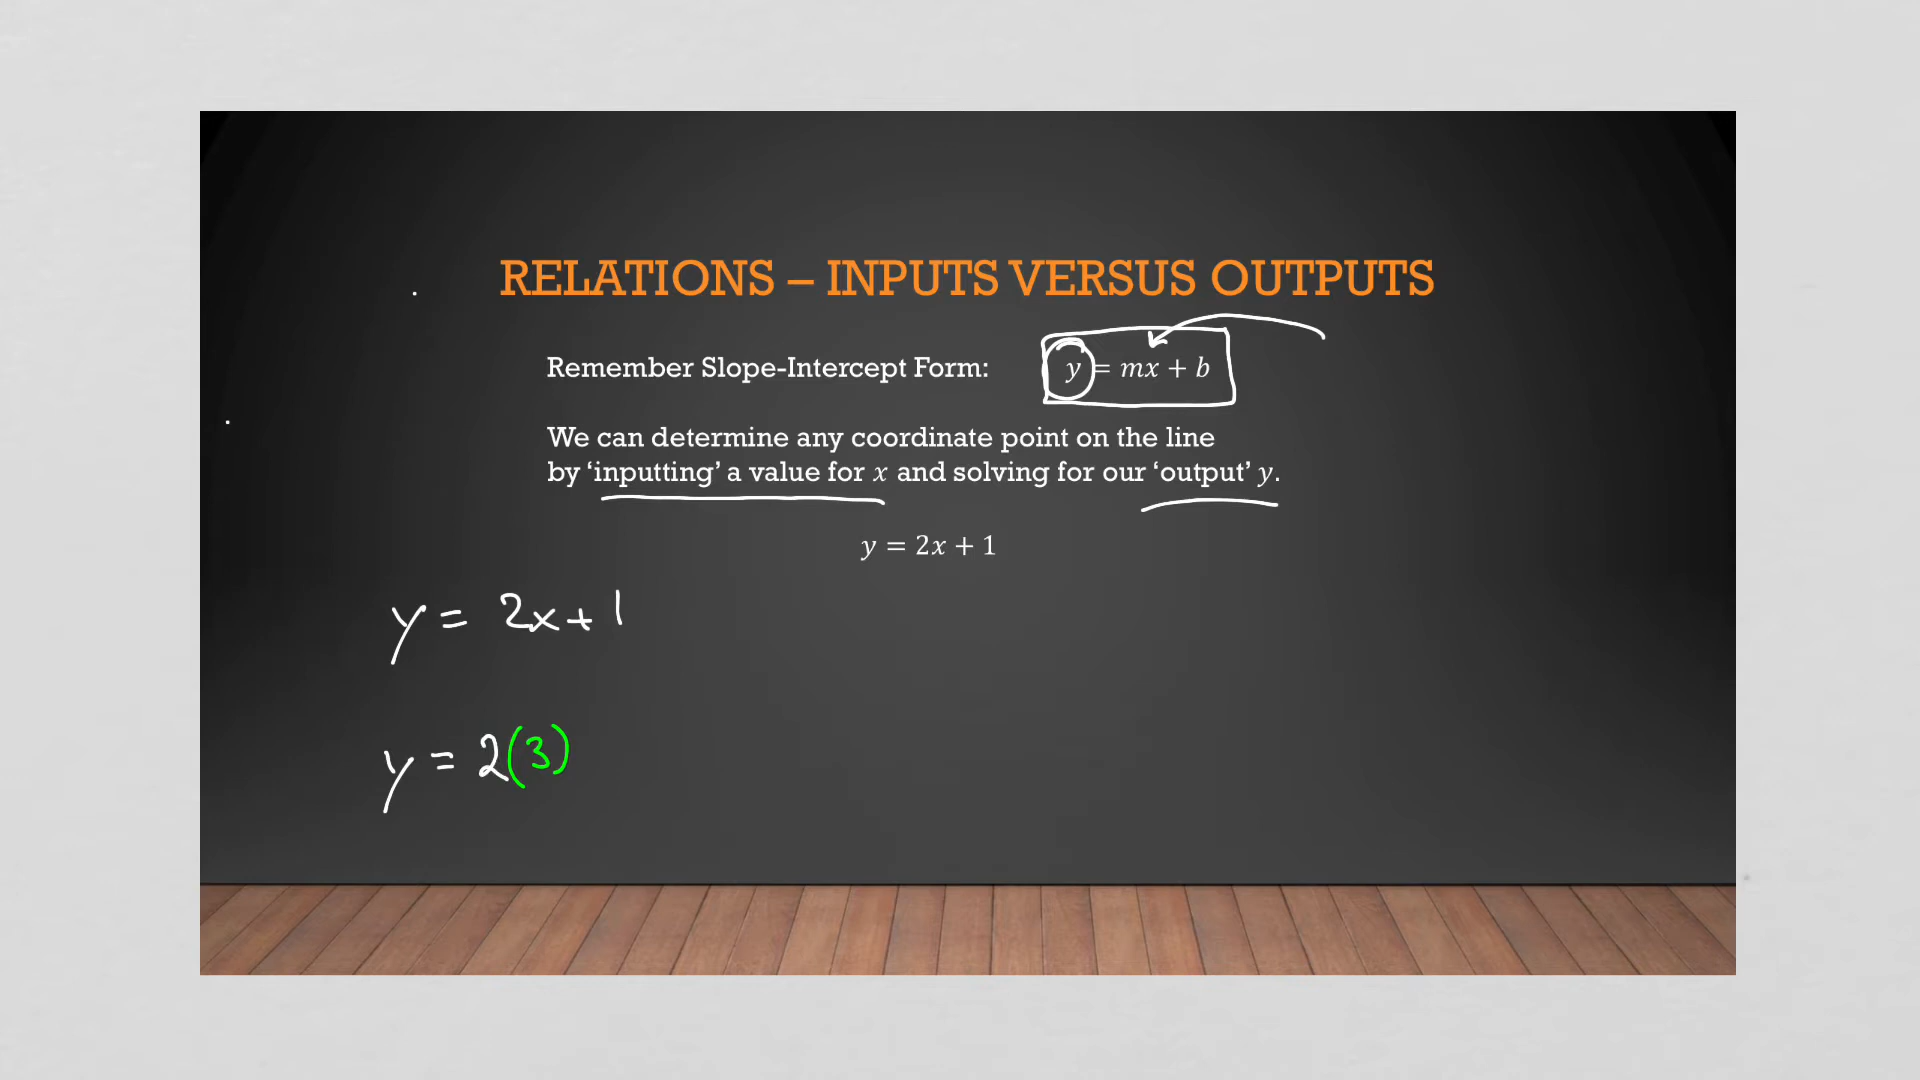 RELATIONS – INPUTS VERSUS OUTPUTS
Remember Slope-Intercept Form: y = mx + b
We can determine any coordinate point on the line
by ‘inputting’ a value for x and solving for our ‘output’ y.
y = 2x + 1
y = 2x + 1
y = 2(3)